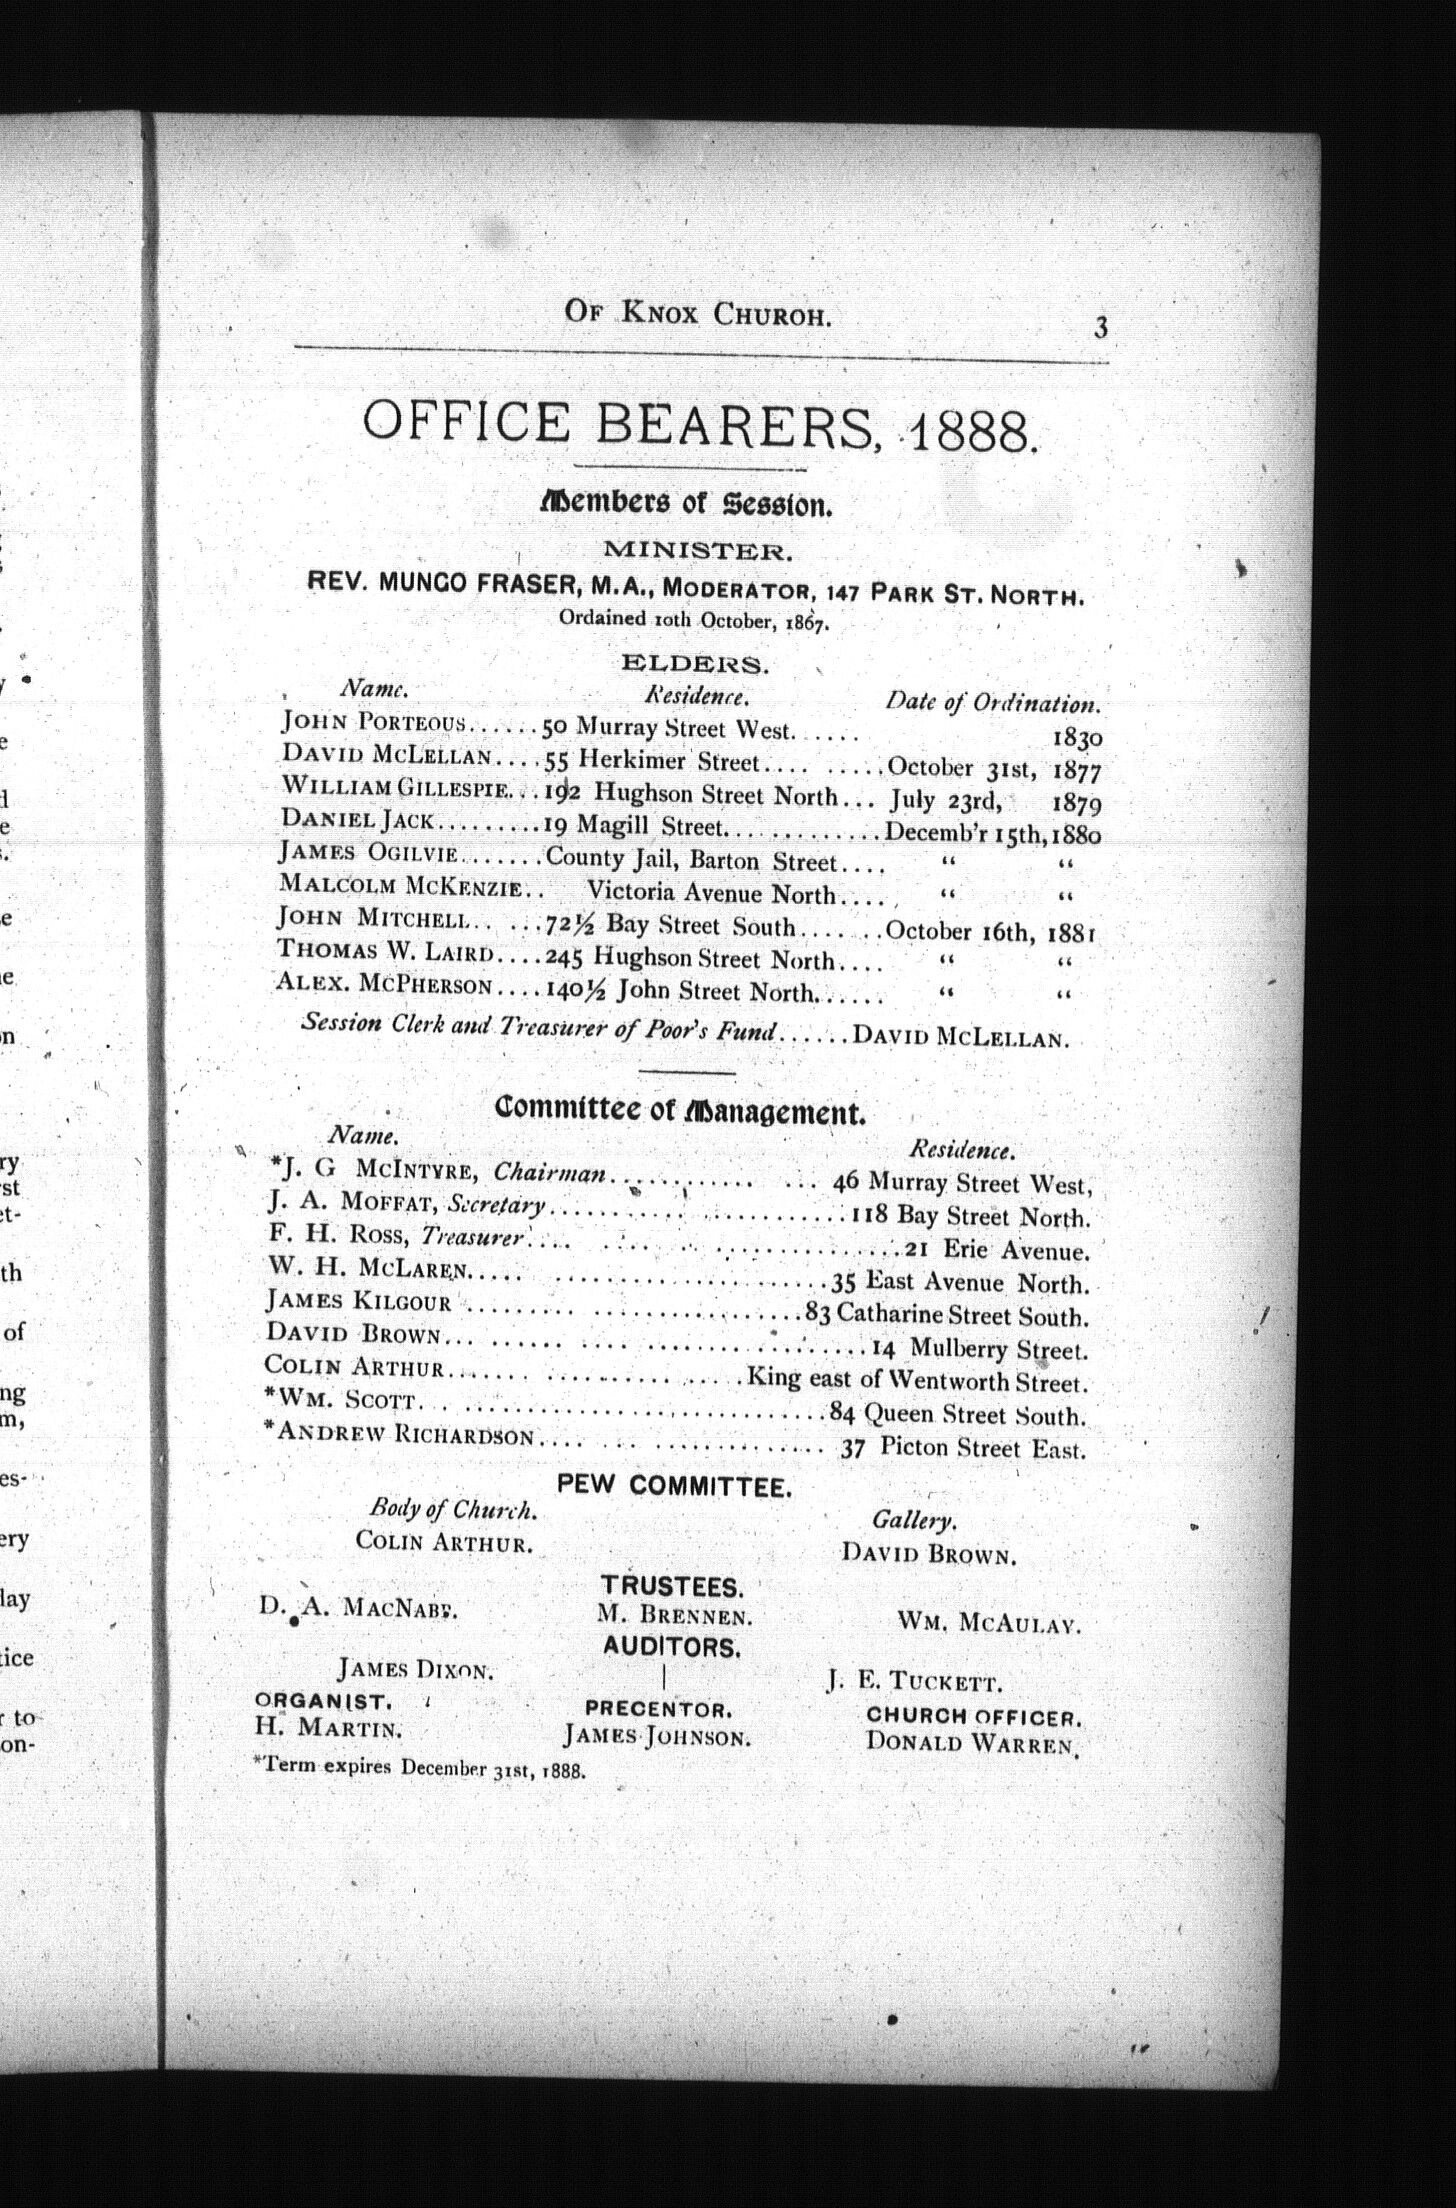 OF KNOX CHURCH. 3
OFFICE BEARERS, 1888.
Members of Session.
MINISTER.
REV. MUNGO FRASER, M.A., MODERATOR, 147 PARK ST. NORTH.
Ordained 10th October, 1867.
ELDERS.
Name. Residence. Date of Ordination.
JOHN PORTEOUS......50 Murray Street West...... 1830
DAVID MCLELLAN....55 Herkimer Street.... .....October 31st, 1877
WILLIAM GILLESPIE...192 Hughson Street North... July 23rd, 1879
DANIEL JACK.........19 Magill Street.............Decemb'r 15th, 1880
JAMES OGILVIE.......County Jail, Barton Street.... “ “
MALCOLM MCKENZIE.. Victoria Avenue North.... “ “
JOHN MITCHELL.. ...72½ Bay Street South.......October 16th, 1881
THOMAS W. LAIRD....245 Hughson Street North.... “ “
ALEX. MCPHERSON....140½ John Street North....... “ “
Session Clerk and Treasurer of Poor's Fund......DAVID MCLELLAN.
Committee of Management.
Name. Residence.
*J. G MCINTYRE, Chairman............ ... 46 Murray Street West,
J. A. MOFFAT, Secretary.......... ..........118 Bay Street North.
F. H. ROSS, Treasurer.... .... .. ................21 Erie Avenue.
W. H. MCLAREN..... ....................35 East Avenue North.
JAMES KILGOUR ......... ..................83 Catharine Street South.
DAVID BROWN... ...... .... ..................14 Mulberry Street.
COLIN ARTHUR....... ........... .....King east of Wentworth Street.
*WM. SCOTT.. ..............................84 Queen Street South.
*ANDREW RICHARDSON.... ... .............. 37 Picton Street East.
PEW COMMITTEE.
Body of Church. Gallery.
COLIN ARTHUR. DAVID BROWN.
TRUSTEES.
D. A. MACNABB. M. BRENNEN. WM. MCAULAY.
AUDITORS.
JAMES DIXON. | J. E. TUCKETT.
ORGANIST. PRECENTOR. CHURCH OFFICER.
H. MARTIN. JAMES JOHNSON. DONALD WARREN.
*Term expires December 31st, 1888.